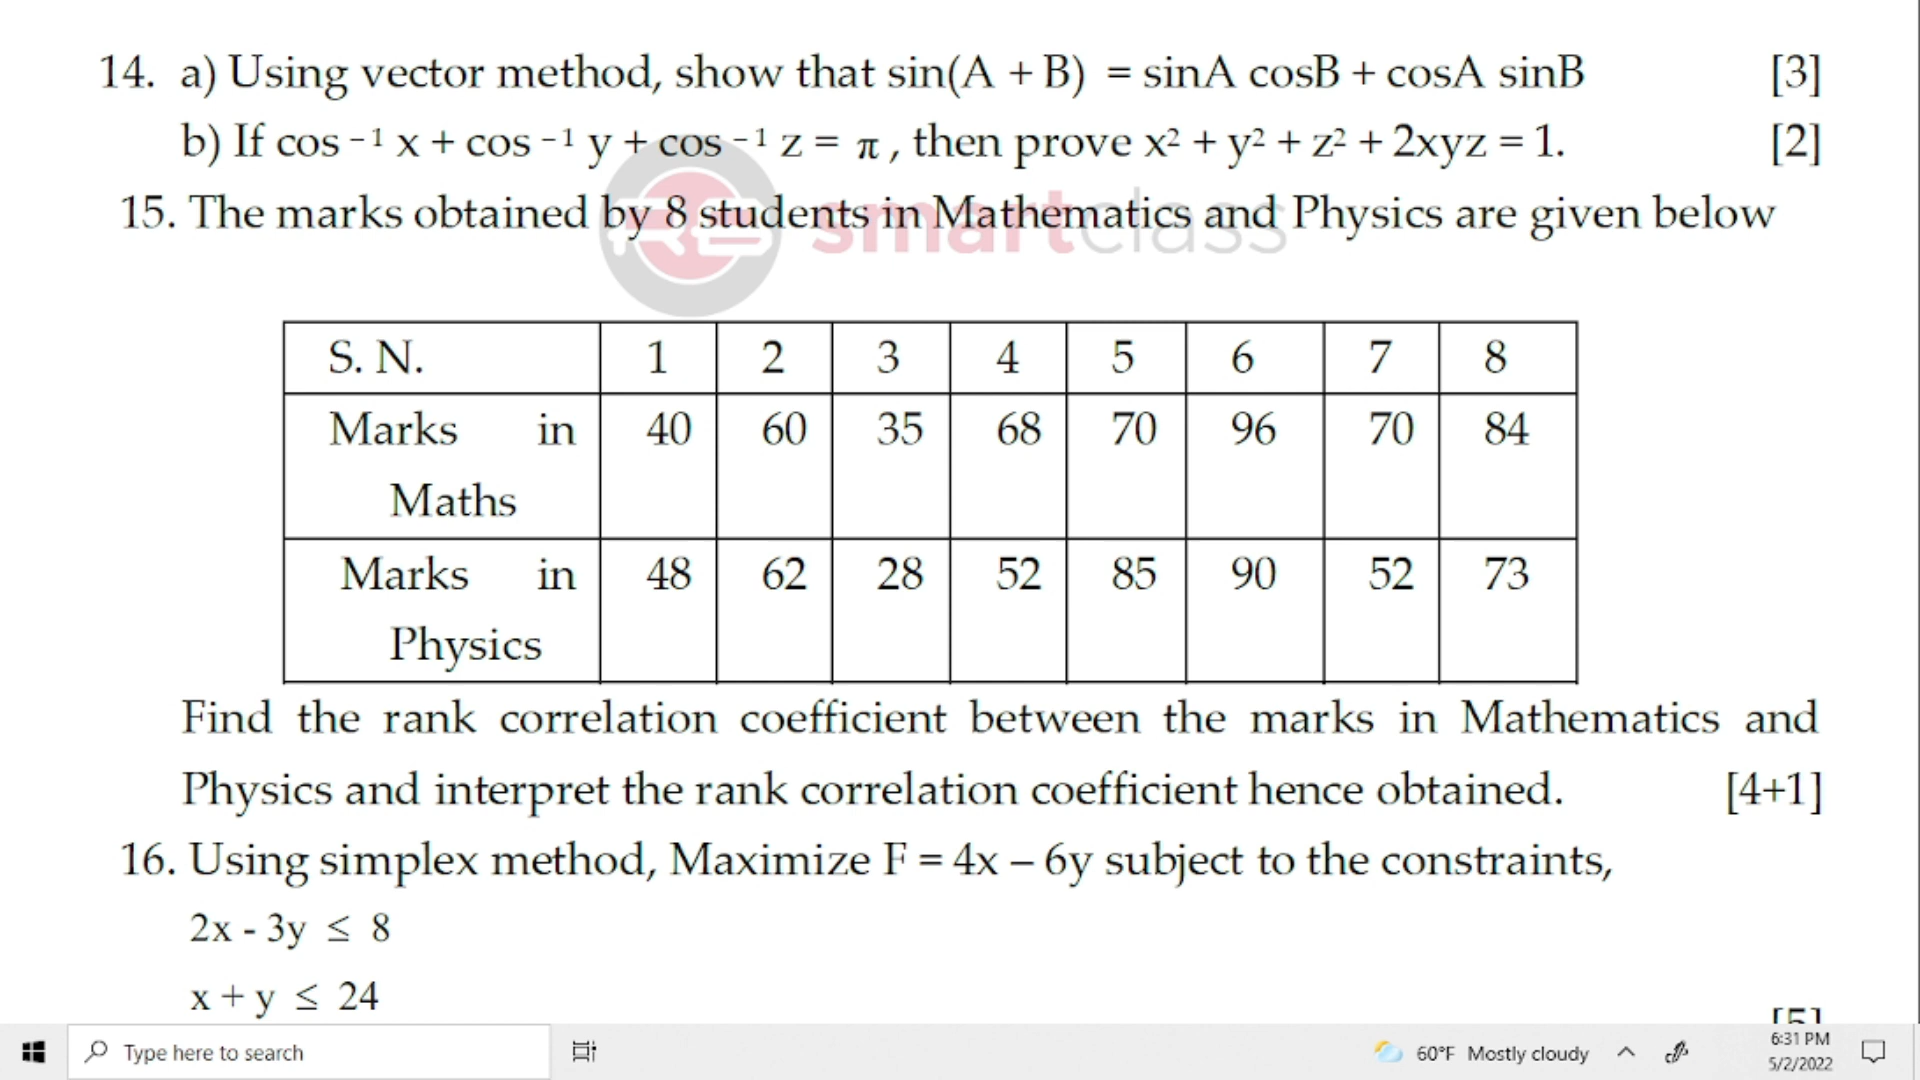 14. a) Using vector method, show that sin(A + B) = sinA cosB + cosA sinB [3]
b) If cos ⁻¹ x + cos ⁻¹ y + cos ⁻¹ z = π , then prove x² + y² + z² + 2xyz = 1. [2]
smartclass
15. The marks obtained by 8 students in Mathematics and Physics are given below
S. N. 1 2 3 4 5 6 7 8
Marks in 40 60 35 68 70 96 70 84
Maths
Marks in 48 62 28 52 85 90 52 73
Physics
Find the rank correlation coefficient between the marks in Mathematics and
Physics and interpret the rank correlation coefficient hence obtained. [4+1]
16. Using simplex method, Maximize F = 4x – 6y subject to the constraints,
2x - 3y ≤ 8
x + y ≤ 24
[5]
Type here to search 60°F Mostly cloudy 6:31 PM
5/2/2022